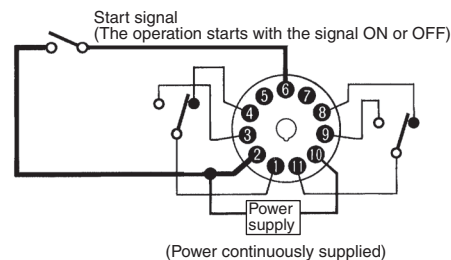 Start signal
(The operation starts with the signal ON or OFF)
6
5 7
4 8
3 9
2 10
1 11
Power
supply
(Power continuously supplied)